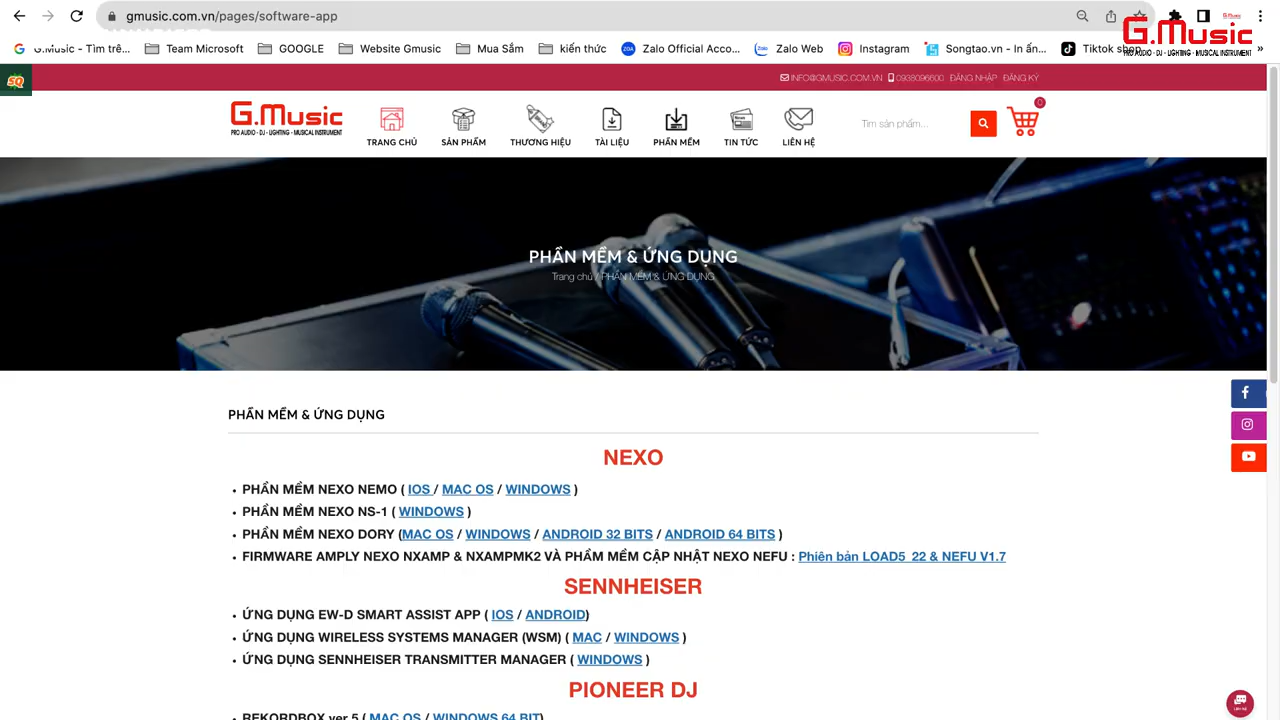 gmusic.com.vn/pages/software-app
G.Music - Tìm trê... Team Microsoft GOOGLE Website Gmusic Mua Sắm kiến thức Zalo Official Acco... Zalo Web Instagram Songtao.vn - In ấn... Tiktok shop
G.Music
PRO AUDIO - DJ - LIGHTING - MUSICAL INSTRUMENT
SQ
INFO@GMUSIC.COM.VN 0938096600 ĐĂNG NHẬP ĐĂNG KÝ
G.Music
PRO AUDIO - DJ - LIGHTING - MUSICAL INSTRUMENT
TRANG CHỦ SẢN PHẨM THƯƠNG HIỆU TÀI LIỆU PHẦN MỀM TIN TỨC LIÊN HỆ
Tìm sản phẩm...
0
PHẦN MỀM & ỨNG DỤNG
Trang chủ / PHẦN MỀM & ỨNG DỤNG
PHẦN MỀM & ỨNG DỤNG
NEXO
• PHẦN MỀM NEXO NEMO ( IOS / MAC OS / WINDOWS )
• PHẦN MỀM NEXO NS-1 ( WINDOWS )
• PHẦN MỀM NEXO DORY (MAC OS / WINDOWS / ANDROID 32 BITS / ANDROID 64 BITS )
• FIRMWARE AMPLY NEXO NXAMP & NXAMPMK2 VÀ PHẦM MỀM CẬP NHẬT NEXO NEFU : Phiên bản LOAD5_22 & NEFU V1.7
SENNHEISER
• ỨNG DỤNG EW-D SMART ASSIST APP ( IOS / ANDROID)
• ỨNG DỤNG WIRELESS SYSTEMS MANAGER (WSM) ( MAC / WINDOWS )
• ỨNG DỤNG SENNHEISER TRANSMITTER MANAGER ( WINDOWS )
PIONEER DJ
• REKORDBOX ver 5 ( MAC OS / WINDOWS 64 BIT)
Liên hệ